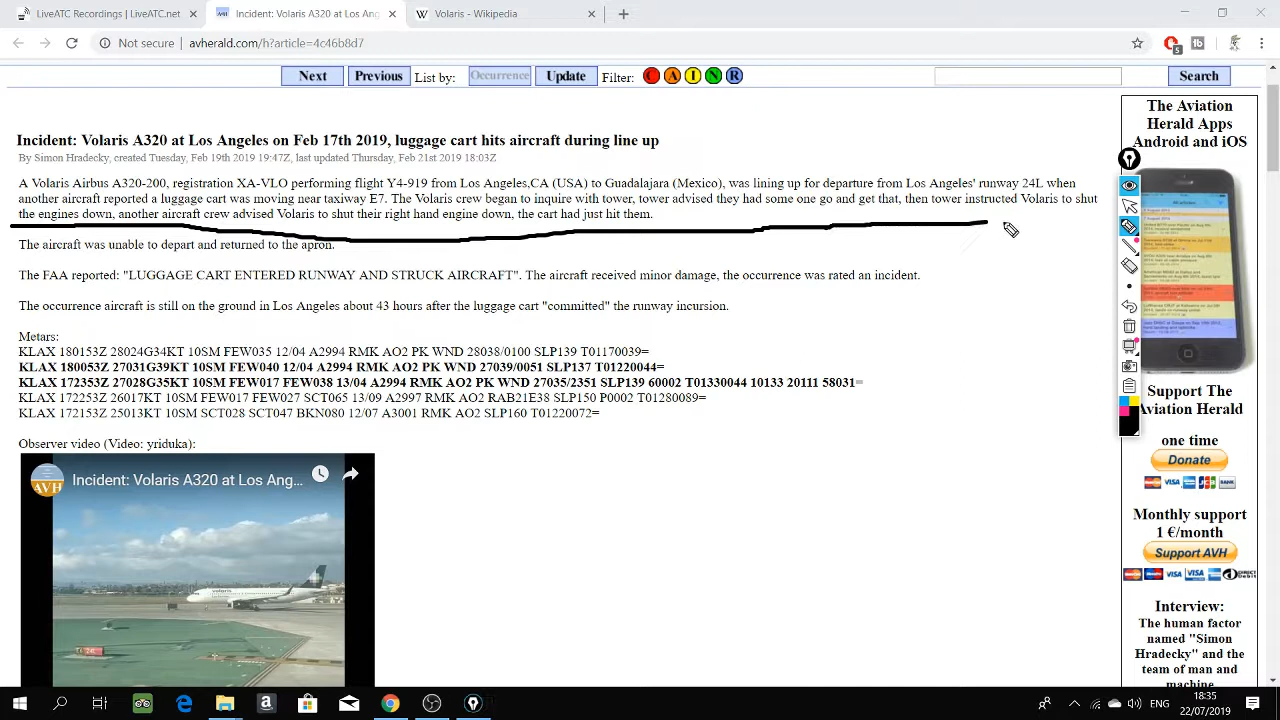 LiveATC Recordings | LiveATC.net
Incident: Volaris A320 at Los Ang
Volaris - Wikipedia
Not secure | avherald.com/h?article=4c46b8d7
5
Next Previous List by: Occurrence Update Filter: C A I N R Search
Incident: Volaris A320 at Los Angeles on Feb 17th 2019, luggage cart hits aircraft during line up
By Simon Hradecky, created Tuesday, Feb 19th 2019 19:47Z, last updated Thursday, Feb 21st 2019 18:03Z
A Volaris Airbus A320-200, registration XA-VLO performing flight Y4-919 from Los Angeles,CA (USA) to Guadalajara (Mexico), was lining up for departure from Los Angeles' runway 24L when
another aircraft reported a luggage cart was moving near taxiway E7. The Volaris to inquire with tower, tower advised they had some one go and get that, then tower instructed Volaris to shut
the engines down, another aircraft crew advised Volaris to shut their right hand down, the cart had just hit them.
The aircraft was unable to depart and returned to the apron.
The FAA reported: "LUGGAGE CART ENTERED RUNWAY AND STRUCK AIRCRAFT". The aircraft received minor damage, the occurrence was rated an incident.
The occurrence aircraft is still on the ground in Los Angeles about hours after the luggage cart "committed" the runway incursion.
Metars:
KLAX 180153Z 28024G34KT 10SM FEW035 12/04 A2994 RMK AO2 PK WND 28038/0100 SLP139 T01170039=
KLAX 180053Z 27031G39KT 10SM FEW040 12/04 A2994 RMK AO2 PK WND 27039/0051 SLP137 T01220044=
KLAX 172353Z 27028G35KT 10SM FEW017 FEW038 13/04 A2994 RMK AO2 PK WND 27035/2351 SLP139 60002 T01330044 10133 20111 58031=
KLAX 172253Z 26011KT 10SM FEW017 FEW027 SCT065 13/09 A2997 RMK AO2 RAB21E38 SLP150 P0002 T01280089=
KLAX 172153Z 25013KT 10SM SCT028 SCT047 BKN080 12/07 A3001 RMK AO2 SLP160 T01220072=
Observer video (Video: yriduka):
AVH
Incident: Volaris A320 at Los Ang...
volaris
24L
The Aviation
Herald Apps
Android and iOS
Support The
Aviation Herald
one time
Donate
VISA
BANK
Monthly support
1 €/month
Support AVH
VISA VISA DIRECT Debit
Interview:
The human factor
named "Simon
Hradecky" and the
team of man and
machine
ENG
18:35
22/07/2019